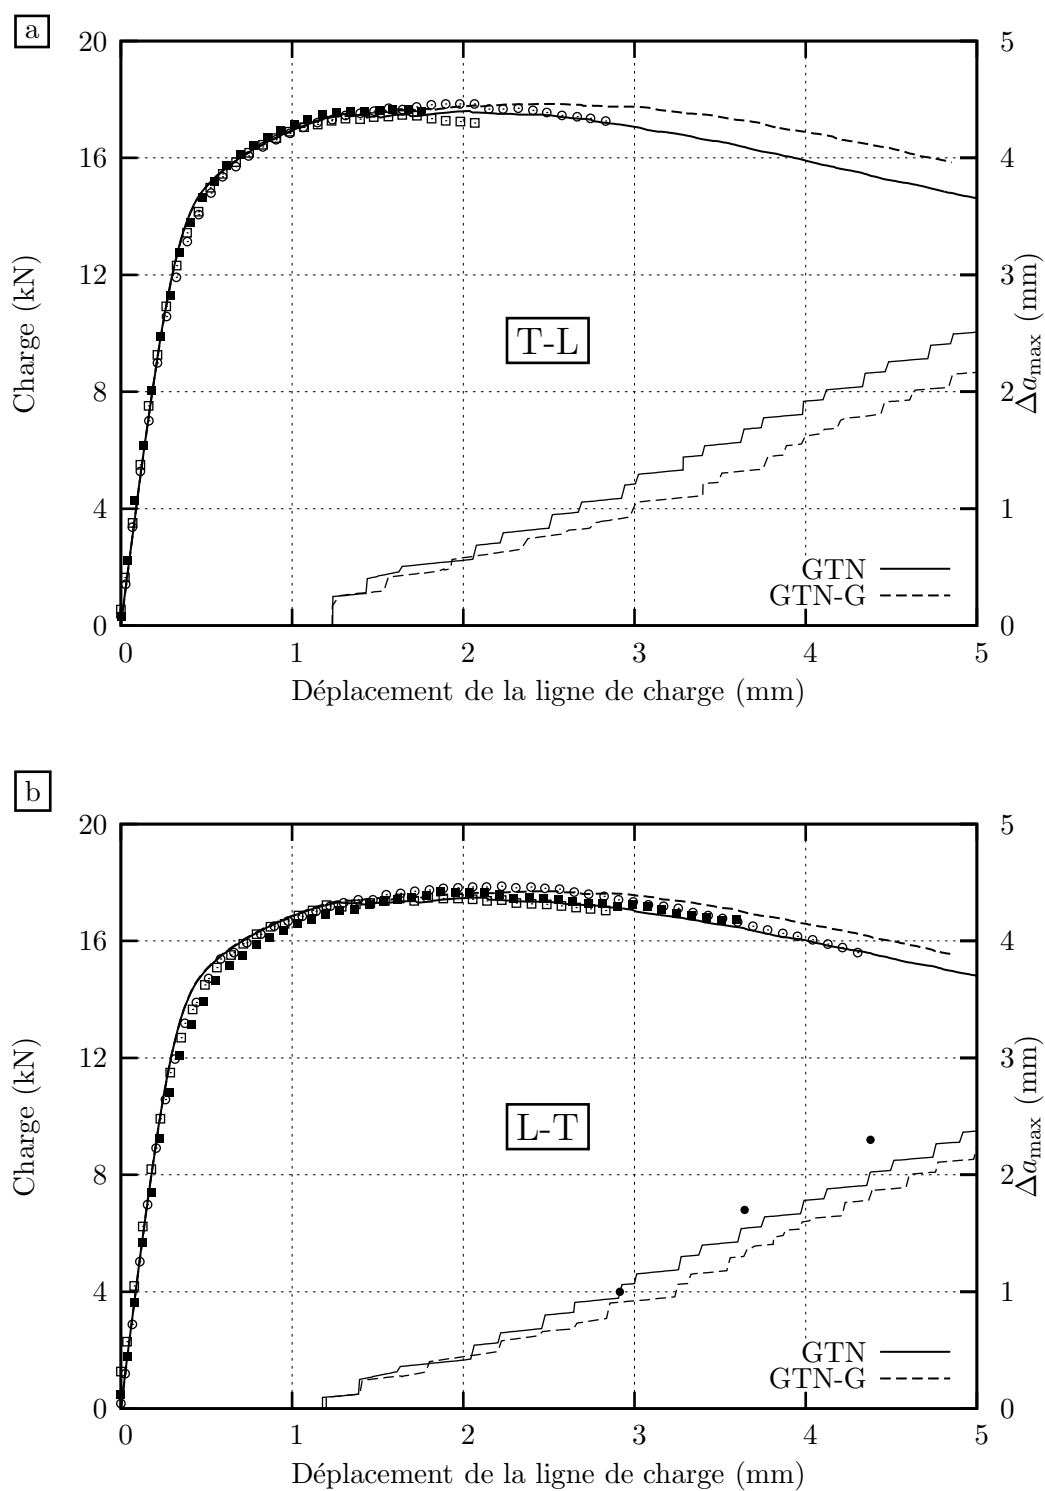 a
20
16
12
8
4
0
5
4
3
2
1
0
Charge (kN)
Δa_max (mm)
T-L
GTN
GTN-G
0 1 2 3 4 5
Déplacement de la ligne de charge (mm)
b
20
16
12
8
4
0
5
4
3
2
1
0
Charge (kN)
Δa_max (mm)
L-T
GTN
GTN-G
0 1 2 3 4 5
Déplacement de la ligne de charge (mm)